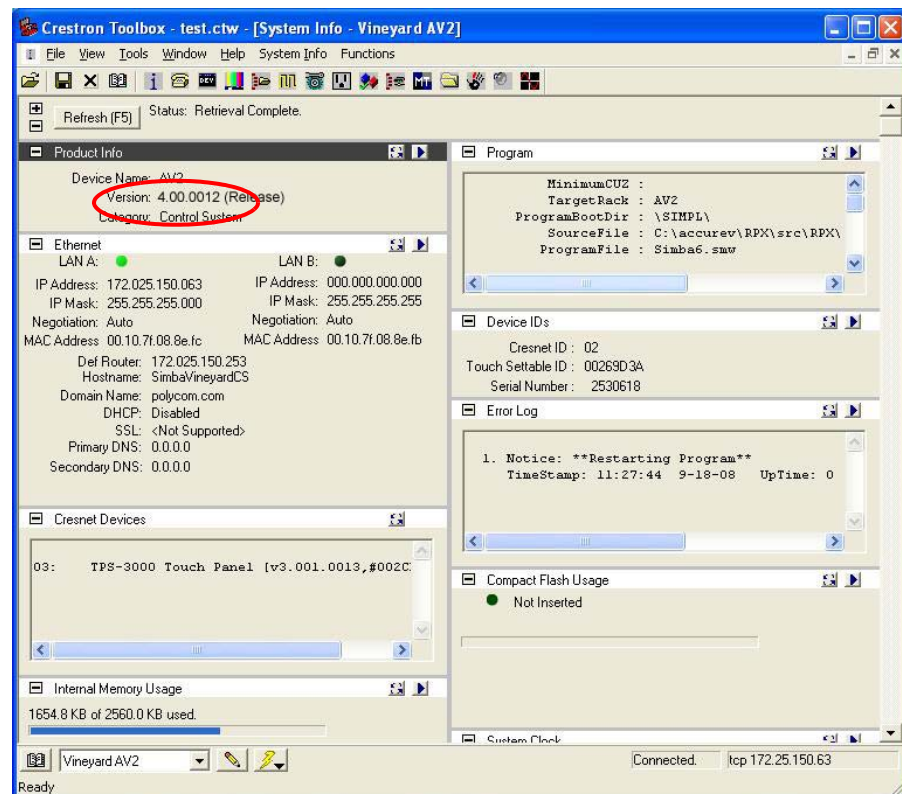 Crestron Toolbox - test.ctw - [System Info - Vineyard AV2]
File View Tools Window Help System Info Functions
Refresh (F5) Status: Retrieval Complete.
Product Info
Device Name: AV2
Version: 4.00.0012 (Release)
Category: Control System
Ethernet
LAN A: LAN B:
IP Address: 172.025.150.063 IP Address: 000.000.000.000
IP Mask: 255.255.255.000 IP Mask: 255.255.255.255
Negotiation: Auto Negotiation: Auto
MAC Address 00.10.7f.08.8e.fc MAC Address 00.10.7f.08.8e.fb
Def Router: 172.025.150.253
Hostname: SimbaVineyardCS
Domain Name: polycom.com
DHCP: Disabled
SSL: <Not Supported>
Primary DNS: 0.0.0.0
Secondary DNS: 0.0.0.0
Cresnet Devices
03: TPS-3000 Touch Panel [v3.001.0013,#002C
Internal Memory Usage
1654.8 KB of 2560.0 KB used.
Program
MinimumCUZ :
TargetRack : AV2
ProgramBootDir : \SIMPL\
SourceFile : C:\accurev\RPX\src\RPX\
ProgramFile : Simba6.smw
Device IDs
Cresnet ID : 02
Touch Settable ID : 00269D3A
Serial Number : 2530618
Error Log
1. Notice: **Restarting Program**
TimeStamp: 11:27:44 9-18-08 UpTime: 0
Compact Flash Usage
Not Inserted
System Clock
Vineyard AV2 Connected. tcp 172.25.150.63
Ready